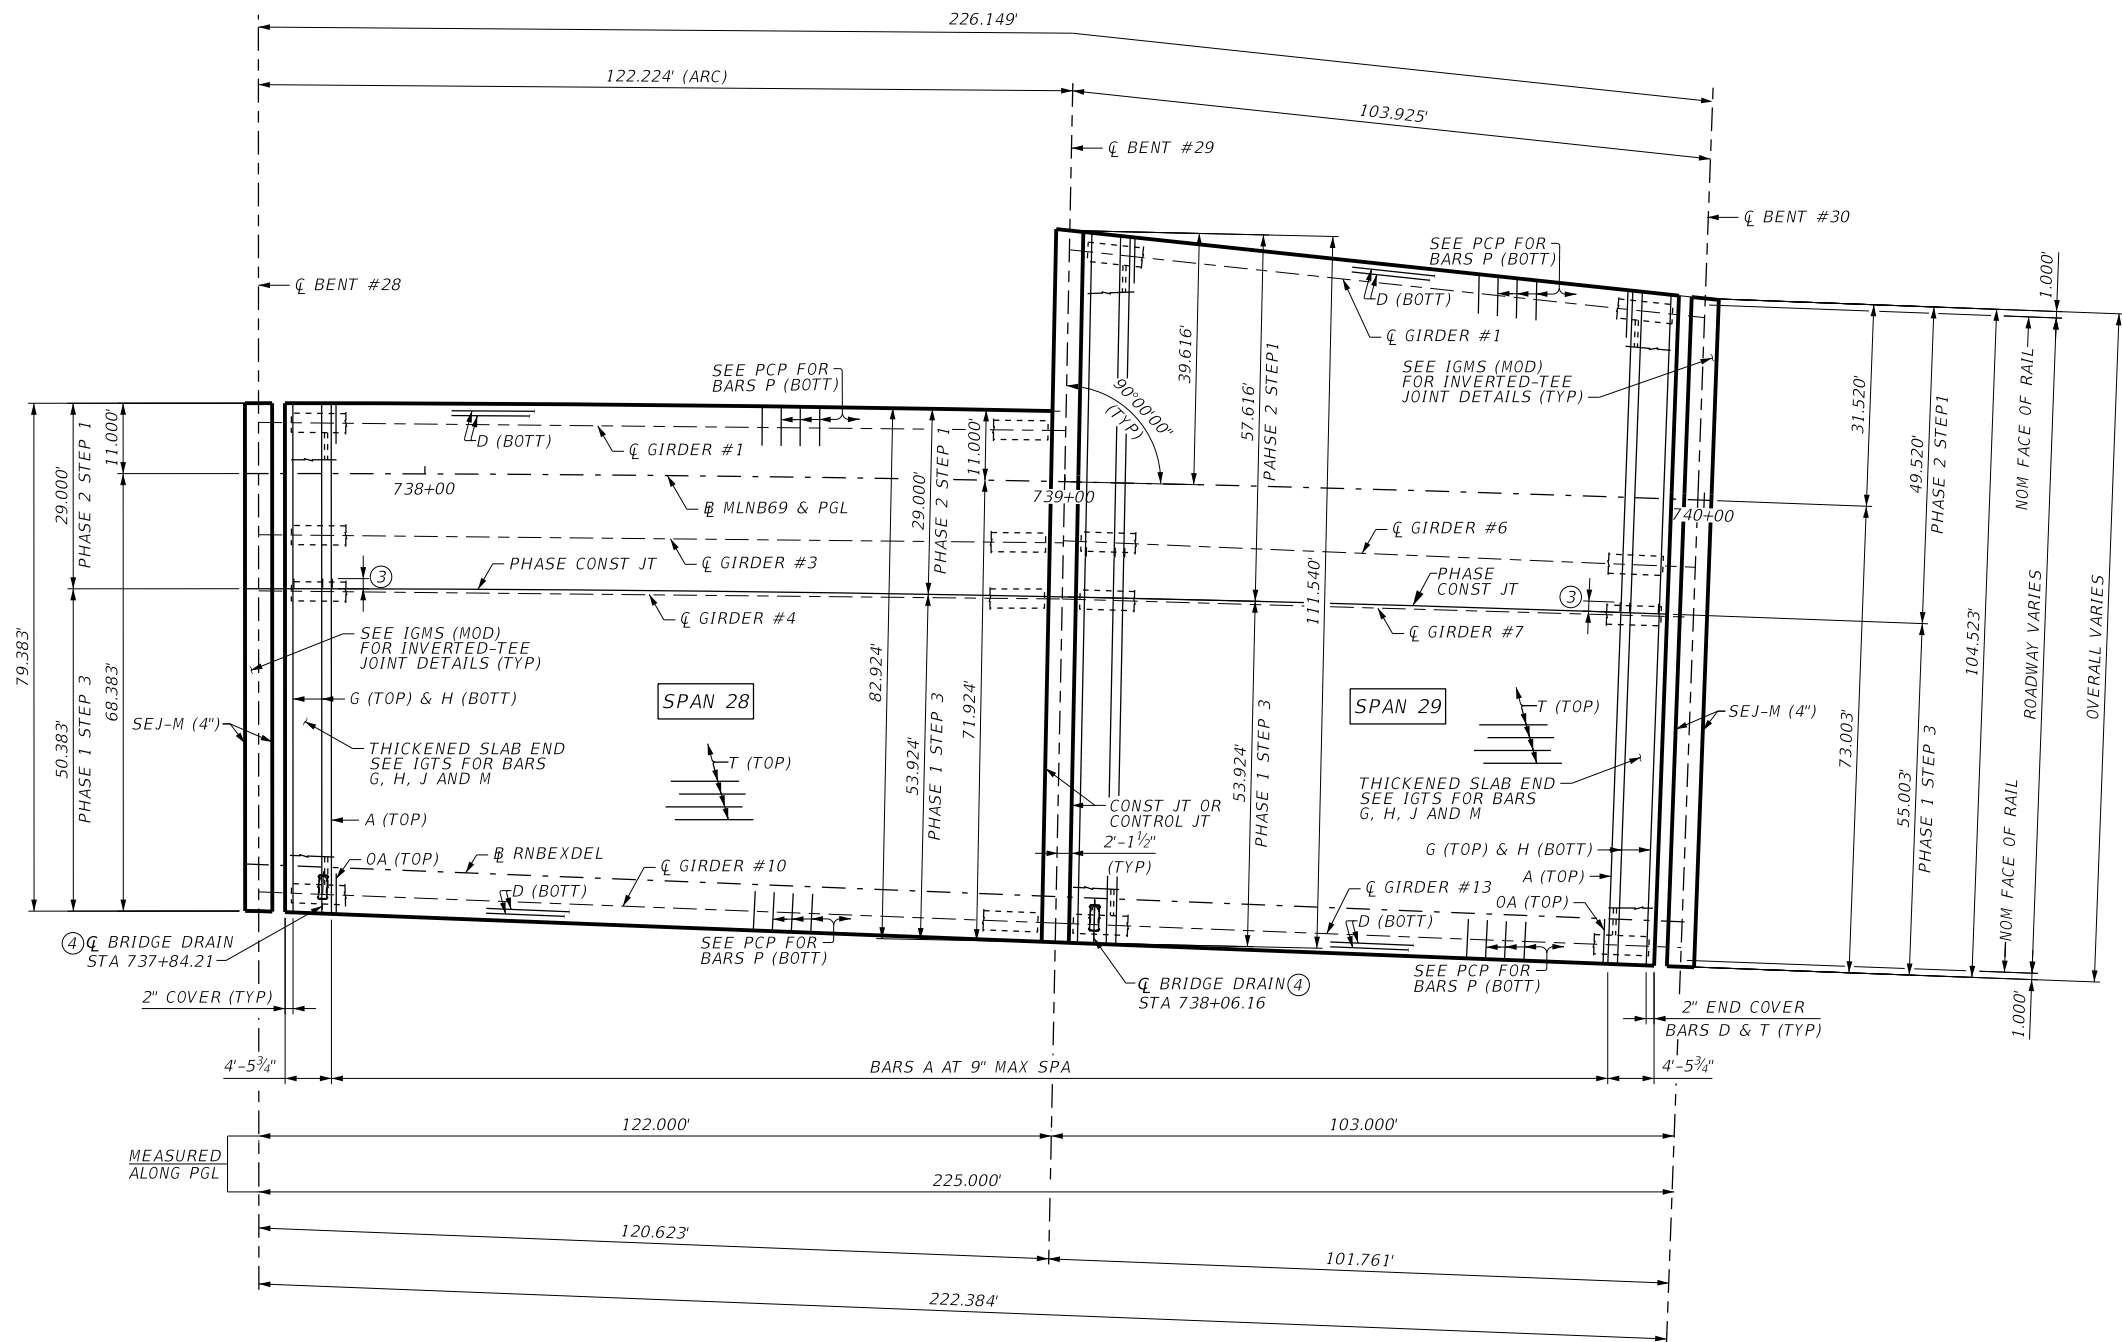 226.149'
122.224' (ARC)
103.925'
℄ BENT #29
℄ BENT #30
℄ BENT #28
SEE PCP FOR
BARS P (BOTT)
D (BOTT)
℄ GIRDER #1
SEE IGMS (MOD)
FOR INVERTED-TEE
JOINT DETAILS (TYP)
39.616'
57.616'
PAHSE 2 STEP1
90°00'00"
(TYP)
111.540'
1.000'
31.520'
49.520'
PHASE 2 STEP1
104.523'
NOM FACE OF RAIL
ROADWAY VARIES
OVERALL VARIES
SEE PCP FOR
BARS P (BOTT)
D (BOTT)
℄ GIRDER #1
738+00
739+00
740+00
B MLNB69 & PGL
79.383'
29.000'
PHASE 2 STEP 1
11.000'
50.383'
PHASE 1 STEP 3
68.383'
29.000'
PHASE 2 STEP 1
11.000'
℄ GIRDER #3
PHASE CONST JT
3
℄ GIRDER #4
℄ GIRDER #6
PHASE
CONST JT
3
℄ GIRDER #7
SEE IGMS (MOD)
FOR INVERTED-TEE
JOINT DETAILS (TYP)
G (TOP) & H (BOTT)
SPAN 28
SPAN 29
SEJ-M (4")
THICKENED SLAB END
SEE IGTS FOR BARS
G, H, J AND M
T (TOP)
A (TOP)
82.924'
53.924'
PHASE 1 STEP 3
71.924'
53.924'
PHASE 1 STEP 3
T (TOP)
SEJ-M (4")
THICKENED SLAB END
SEE IGTS FOR BARS
G, H, J AND M
73.003'
55.003'
PHASE 1 STEP 3
NOM FACE OF RAIL
1.000'
CONST JT OR
CONTROL JT
2'-1½"
(TYP)
G (TOP) & H (BOTT)
A (TOP)
OA (TOP)
OA (TOP)
B RNBEXDEL
℄ GIRDER #10
D (BOTT)
℄ GIRDER #13
D (BOTT)
4 ℄ BRIDGE DRAIN
STA 737+84.21
SEE PCP FOR
BARS P (BOTT)
℄ BRIDGE DRAIN 4
STA 738+06.16
SEE PCP FOR
BARS P (BOTT)
2" COVER (TYP)
2" END COVER
BARS D & T (TYP)
4'-5¾"
BARS A AT 9" MAX SPA
4'-5¾"
122.000'
103.000'
MEASURED
ALONG PGL
225.000'
120.623'
101.761'
222.384'